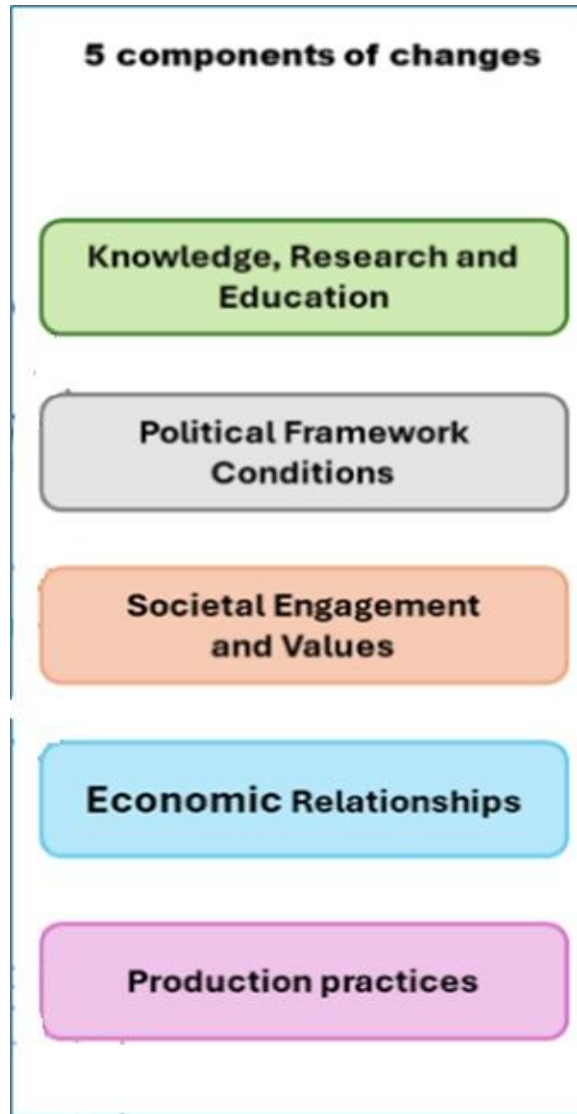 5 components of changes
Knowledge, Research and
Education
Political Framework
Conditions
Societal Engagement
and Values
Economic Relationships
Production practices